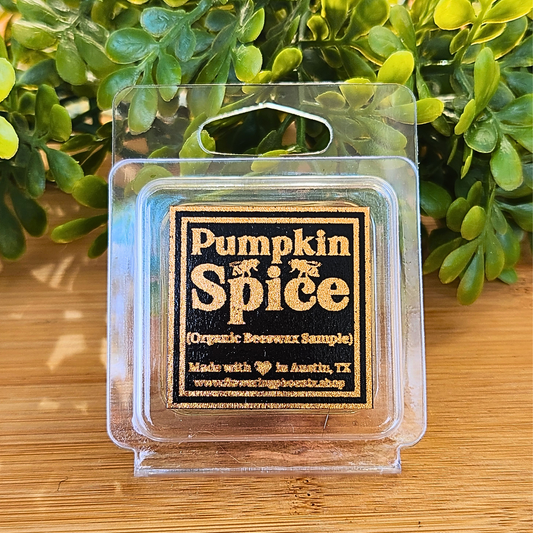 Pumpkin
Spice
(Organic Beeswax Sample)
Made with ♥ in Austin, TX